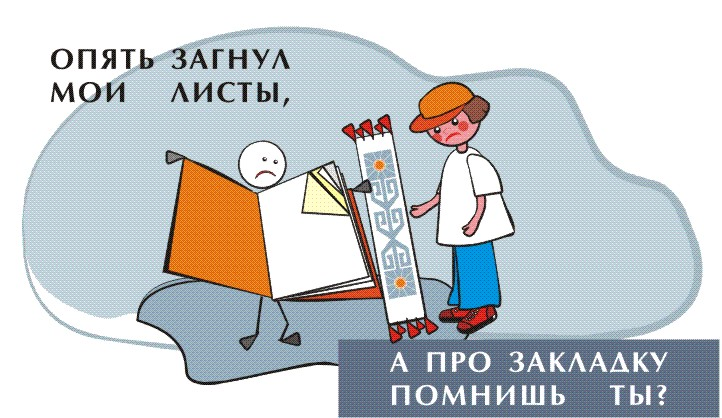 ОПЯТЬ ЗАГНУЛ
МОИ ЛИСТЫ,
А ПРО ЗАКЛАДКУ
ПОМНИШЬ ТЫ?